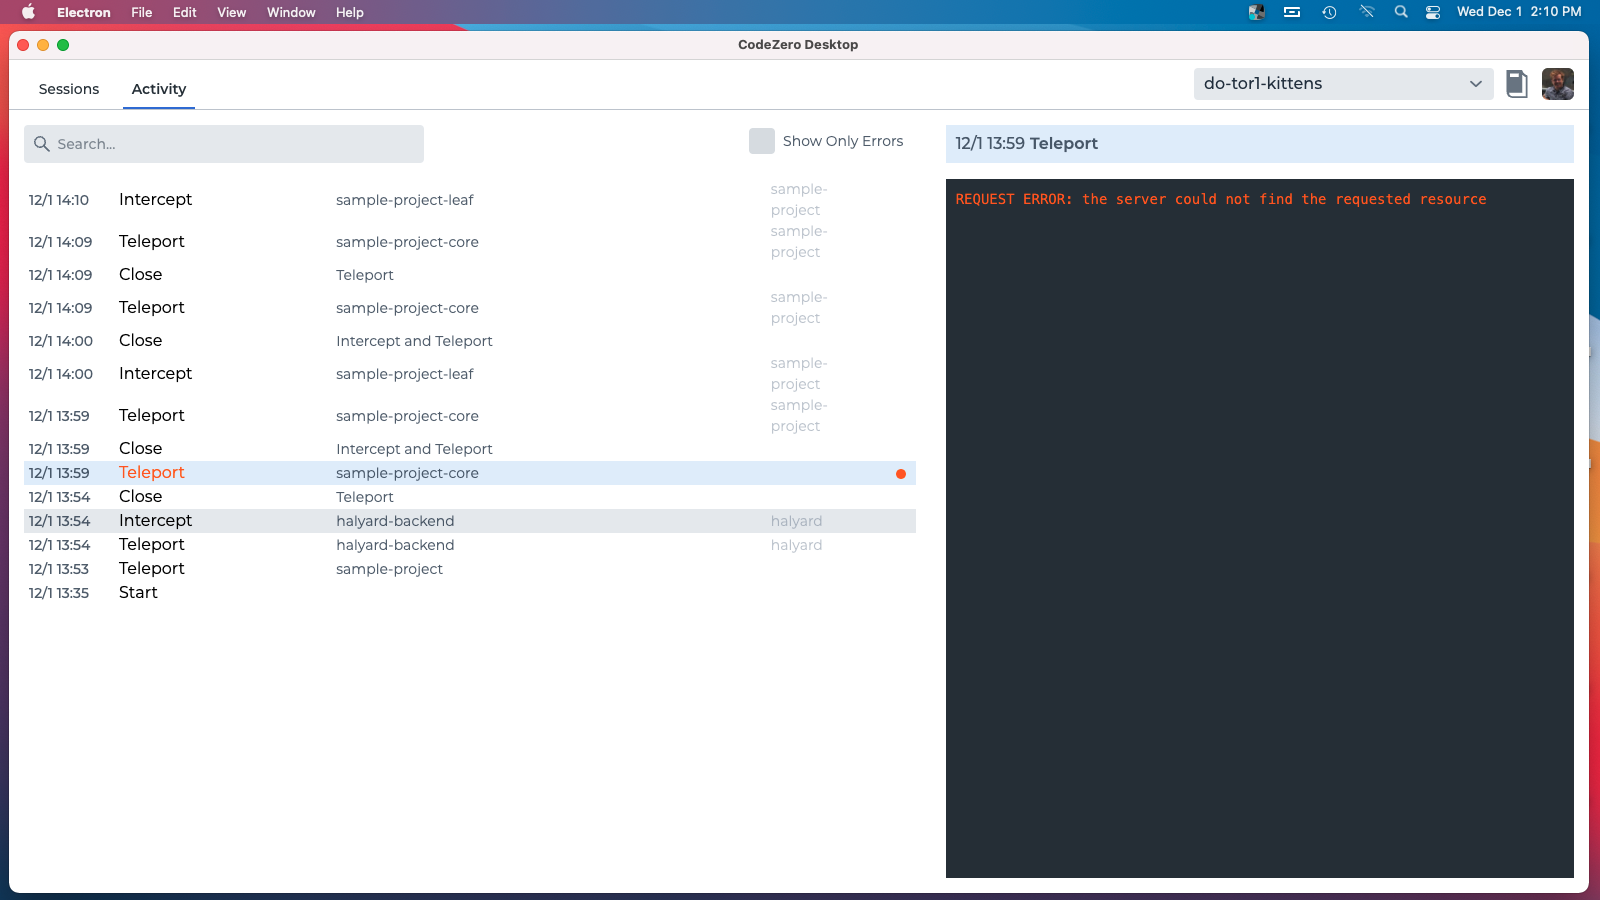 Electron File Edit View Window Help Wed Dec 1 2:10 PM
CodeZero Desktop
Sessions Activity do-tor1-kittens
Search... Show Only Errors
12/1 14:10 Intercept sample-project-leaf sample-
project
12/1 14:09 Teleport sample-project-core sample-
project
12/1 14:09 Close Teleport
12/1 14:09 Teleport sample-project-core sample-
project
12/1 14:00 Close Intercept and Teleport
12/1 14:00 Intercept sample-project-leaf sample-
project
12/1 13:59 Teleport sample-project-core sample-
project
12/1 13:59 Close Intercept and Teleport
12/1 13:59 Teleport sample-project-core
12/1 13:54 Close Teleport
12/1 13:54 Intercept halyard-backend halyard
12/1 13:54 Teleport halyard-backend halyard
12/1 13:53 Teleport sample-project
12/1 13:35 Start
12/1 13:59 Teleport
REQUEST ERROR: the server could not find the requested resource